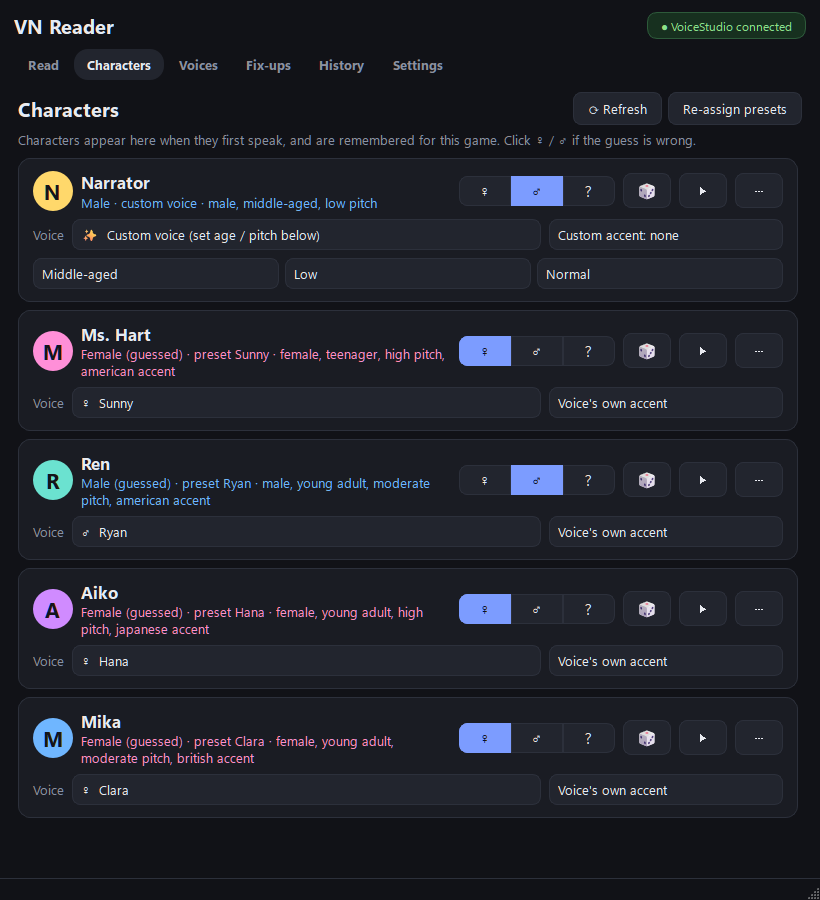 VN Reader
● VoiceStudio connected
Read Characters Voices Fix-ups History Settings
Characters
⟳ Refresh Re-assign presets
Characters appear here when they first speak, and are remembered for this game. Click ♀ / ♂ if the guess is wrong.
N
Narrator
Male · custom voice · male, middle-aged, low pitch
♀ ♂ ?
Voice ✨ Custom voice (set age / pitch below) Custom accent: none
Middle-aged Low Normal
M
Ms. Hart
Female (guessed) · preset Sunny · female, teenager, high pitch,
american accent
♀ ♂ ?
Voice ♀ Sunny Voice's own accent
R
Ren
Male (guessed) · preset Ryan · male, young adult, moderate
pitch, american accent
♀ ♂ ?
Voice ♂ Ryan Voice's own accent
A
Aiko
Female (guessed) · preset Hana · female, young adult, high
pitch, japanese accent
♀ ♂ ?
Voice ♀ Hana Voice's own accent
M
Mika
Female (guessed) · preset Clara · female, young adult,
moderate pitch, british accent
♀ ♂ ?
Voice ♀ Clara Voice's own accent